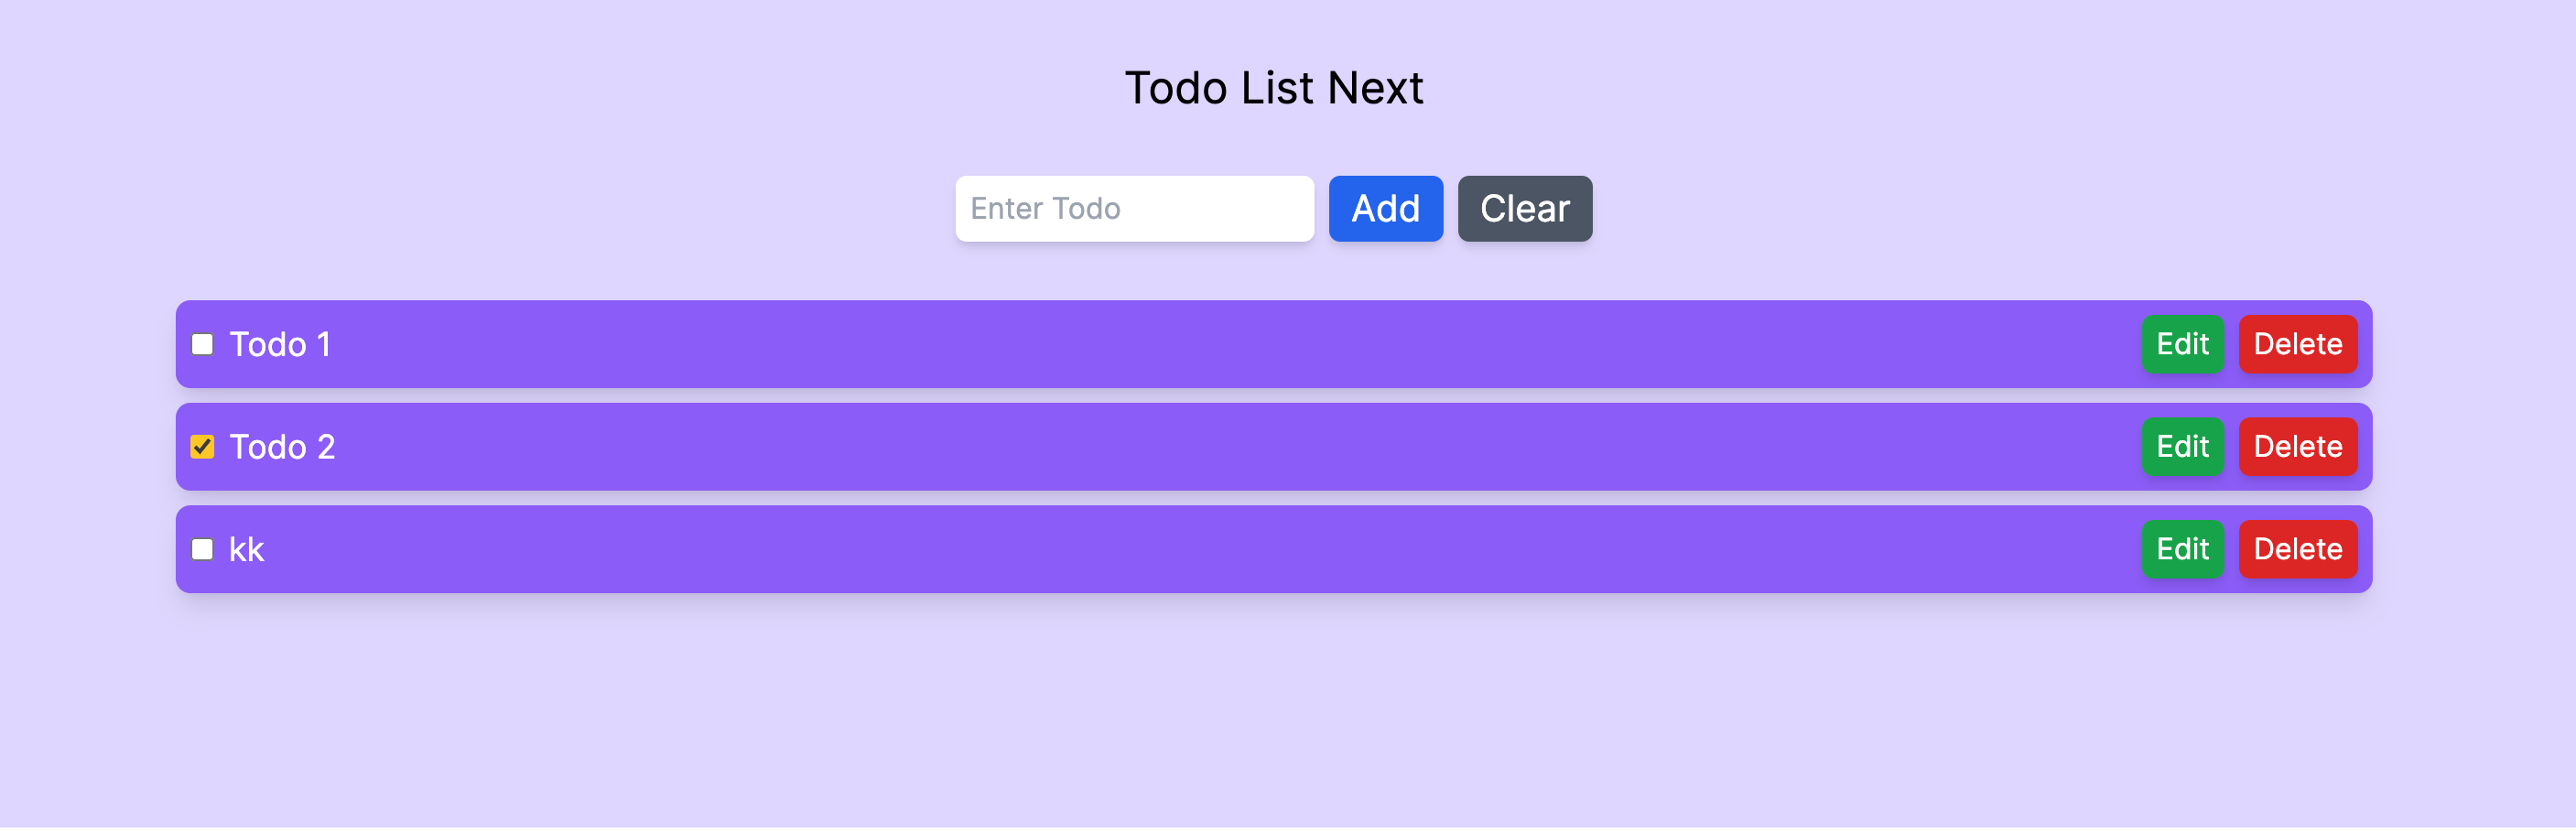 Todo List Next
Enter Todo Add Clear
Todo 1 Edit Delete
Todo 2 Edit Delete
kk Edit Delete